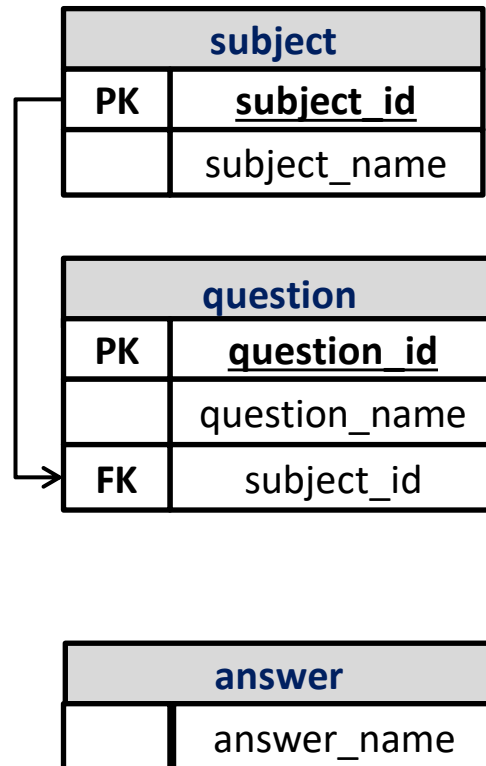 subject
PK subject_id
subject_name
question
PK question_id
question_name
FK subject_id
answer
answer_name